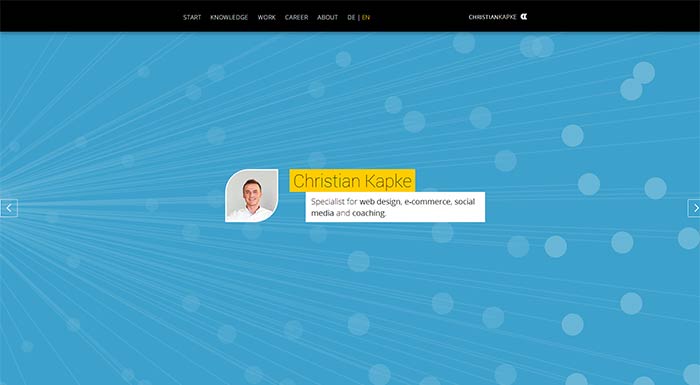 START KNOWLEDGE WORK CAREER ABOUT DE | EN CHRISTIANKAPKE
Christian Kapke
Specialist for web design, e-commerce, social
media and coaching.